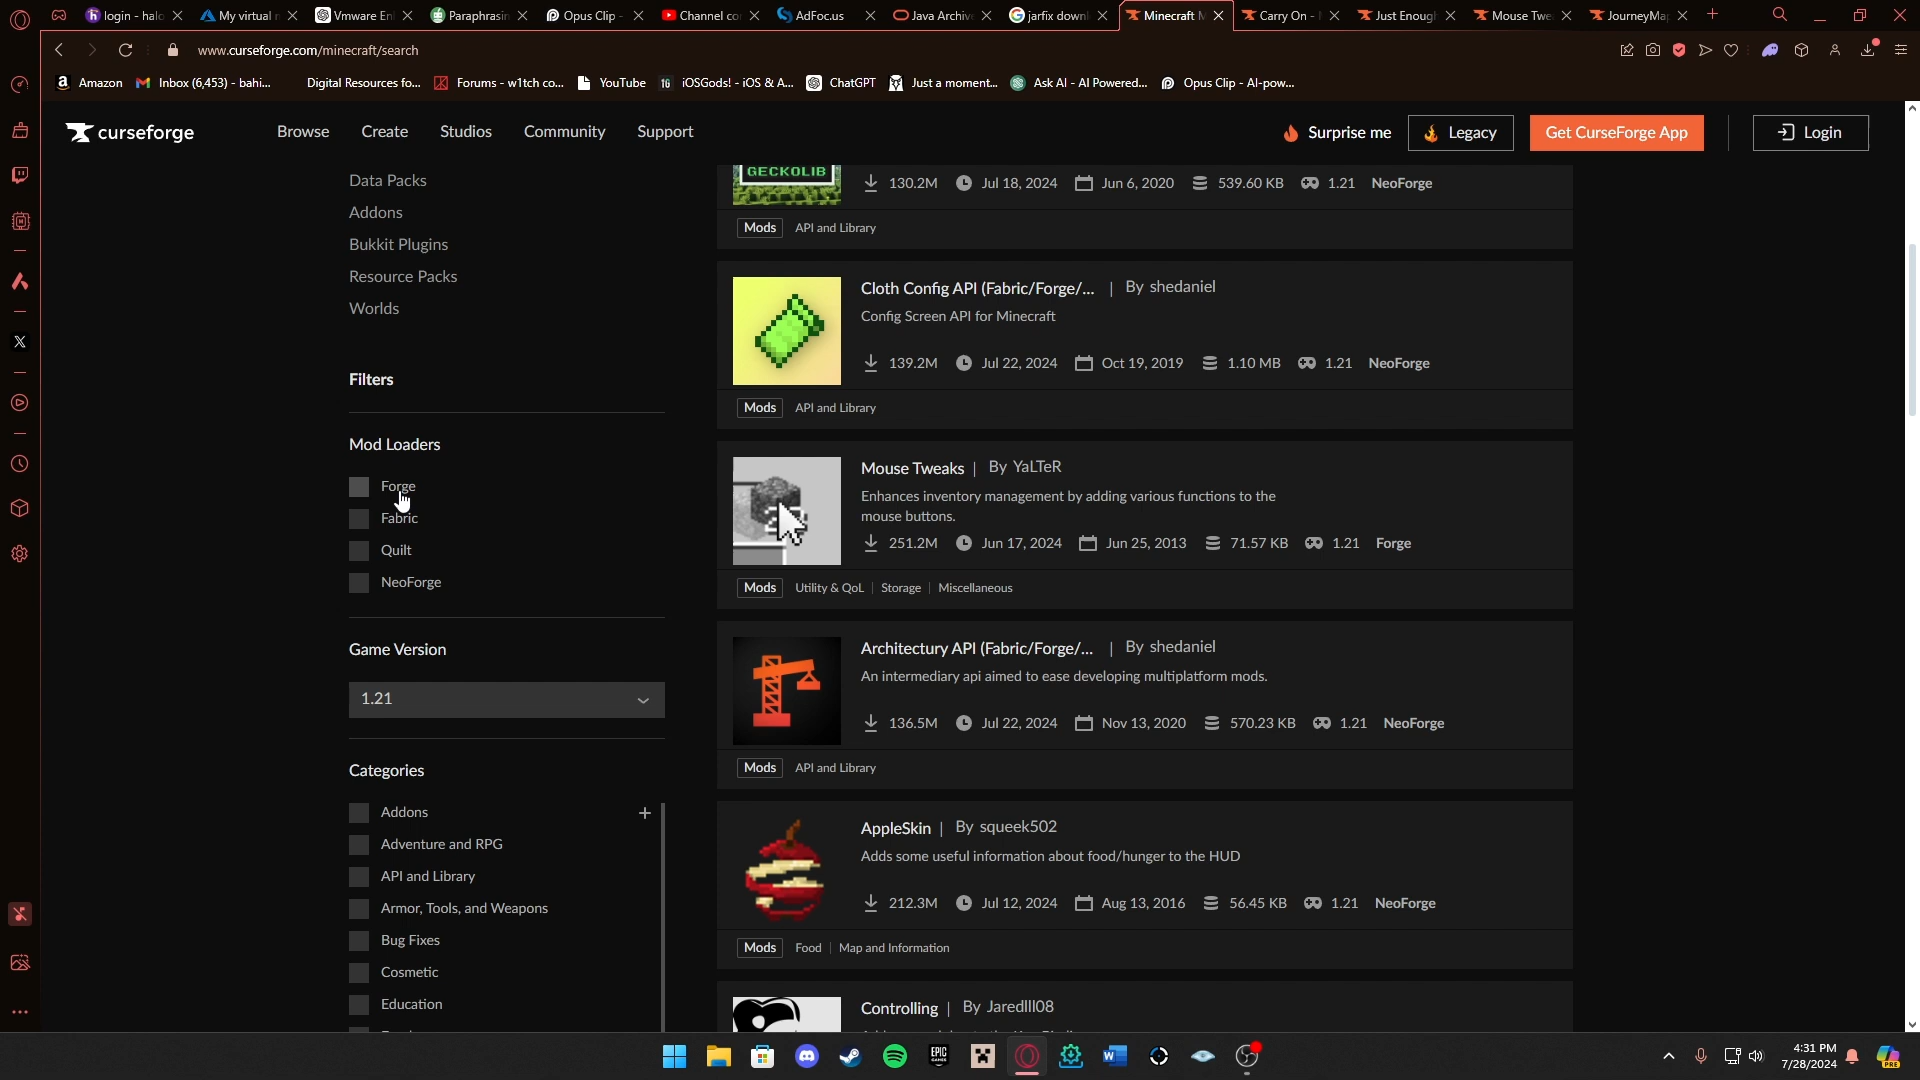 login - halo
My virtual m
Vmware En
Paraphrasin
Opus Clip -
Channel co
AdFoc.us
Java Archiv
jarfix down
Minecraft M
Carry On -
Just Enoug
Mouse Twe
JourneyMa
www.curseforge.com/minecraft/search
Amazon
Inbox (6,453) - bahi...
Digital Resources fo...
Forums - w1tch co...
YouTube
iOSGods! - iOS & A...
ChatGPT
Just a moment...
Ask AI - AI Powered...
Opus Clip - AI-pow...
curseforge
Browse
Create
Studios
Community
Support
Surprise me
Legacy
Get CurseForge App
Login
Data Packs
Addons
Bukkit Plugins
Resource Packs
Worlds
Filters
Mod Loaders
Forge
Fabric
Quilt
NeoForge
Game Version
1.21
Categories
Addons
Adventure and RPG
API and Library
Armor, Tools, and Weapons
Bug Fixes
Cosmetic
Education
GECKOLIB
130.2M Jul 18, 2024 Jun 6, 2020 539.60 KB 1.21 NeoForge
Mods API and Library
Cloth Config API (Fabric/Forge/... | By shedaniel
Config Screen API for Minecraft
139.2M Jul 22, 2024 Oct 19, 2019 1.10 MB 1.21 NeoForge
Mods API and Library
Mouse Tweaks | By YaLTeR
Enhances inventory management by adding various functions to the
mouse buttons.
251.2M Jun 17, 2024 Jun 25, 2013 71.57 KB 1.21 Forge
Mods Utility & QoL | Storage | Miscellaneous
Architectury API (Fabric/Forge/... | By shedaniel
An intermediary api aimed to ease developing multiplatform mods.
136.5M Jul 22, 2024 Nov 13, 2020 570.23 KB 1.21 NeoForge
Mods API and Library
AppleSkin | By squeek502
Adds some useful information about food/hunger to the HUD
212.3M Jul 12, 2024 Aug 13, 2016 56.45 KB 1.21 NeoForge
Mods Food | Map and Information
Controlling | By Jaredlll08
EPIC GAMES
4:31 PM
7/28/2024
PRE